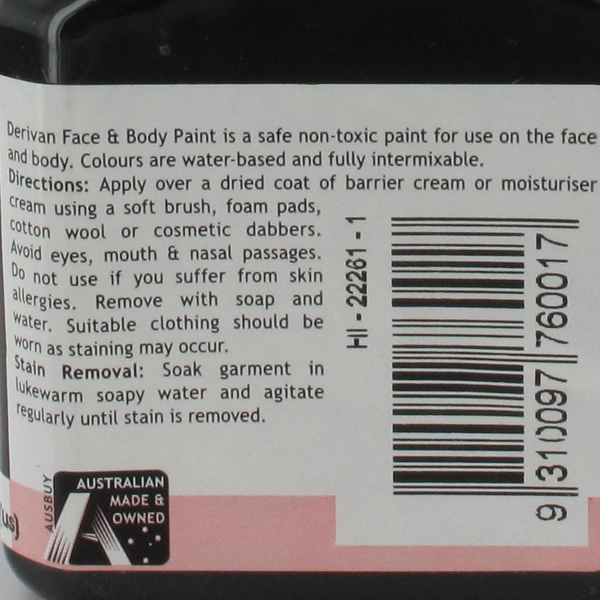 Derivan Face & Body Paint is a safe non-toxic paint for use on the face
and body. Colours are water-based and fully intermixable.
Directions: Apply over a dried coat of barrier cream or moisturiser
cream using a soft brush, foam pads,
cotton wool or cosmetic dabbers.
Avoid eyes, mouth & nasal passages.
Do not use if you suffer from skin
allergies. Remove with soap and
water. Suitable clothing should be
worn as staining may occur.
Stain Removal: Soak garment in
lukewarm soapy water and agitate
regularly until stain is removed.
HI - 22261 - 1
9 310097 760017
AUSBUY
AUSTRALIAN
MADE &
OWNED
us)